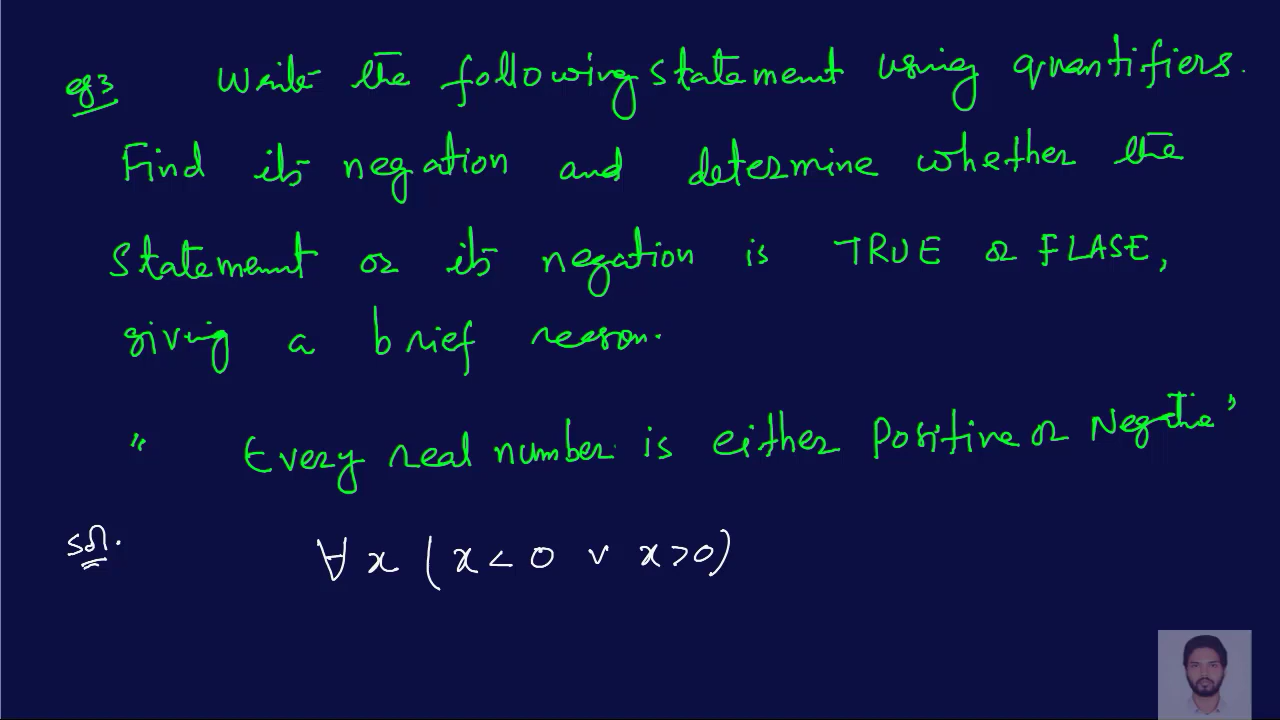 eg3 Write the following statement using quantifiers.
Find its negation and determine whether the
statement or its negation is TRUE or FLASE,
giving a brief reason.
" Every real number is either Positive or Negative"
Sol. ∀ x (x < 0 ∨ x > 0)